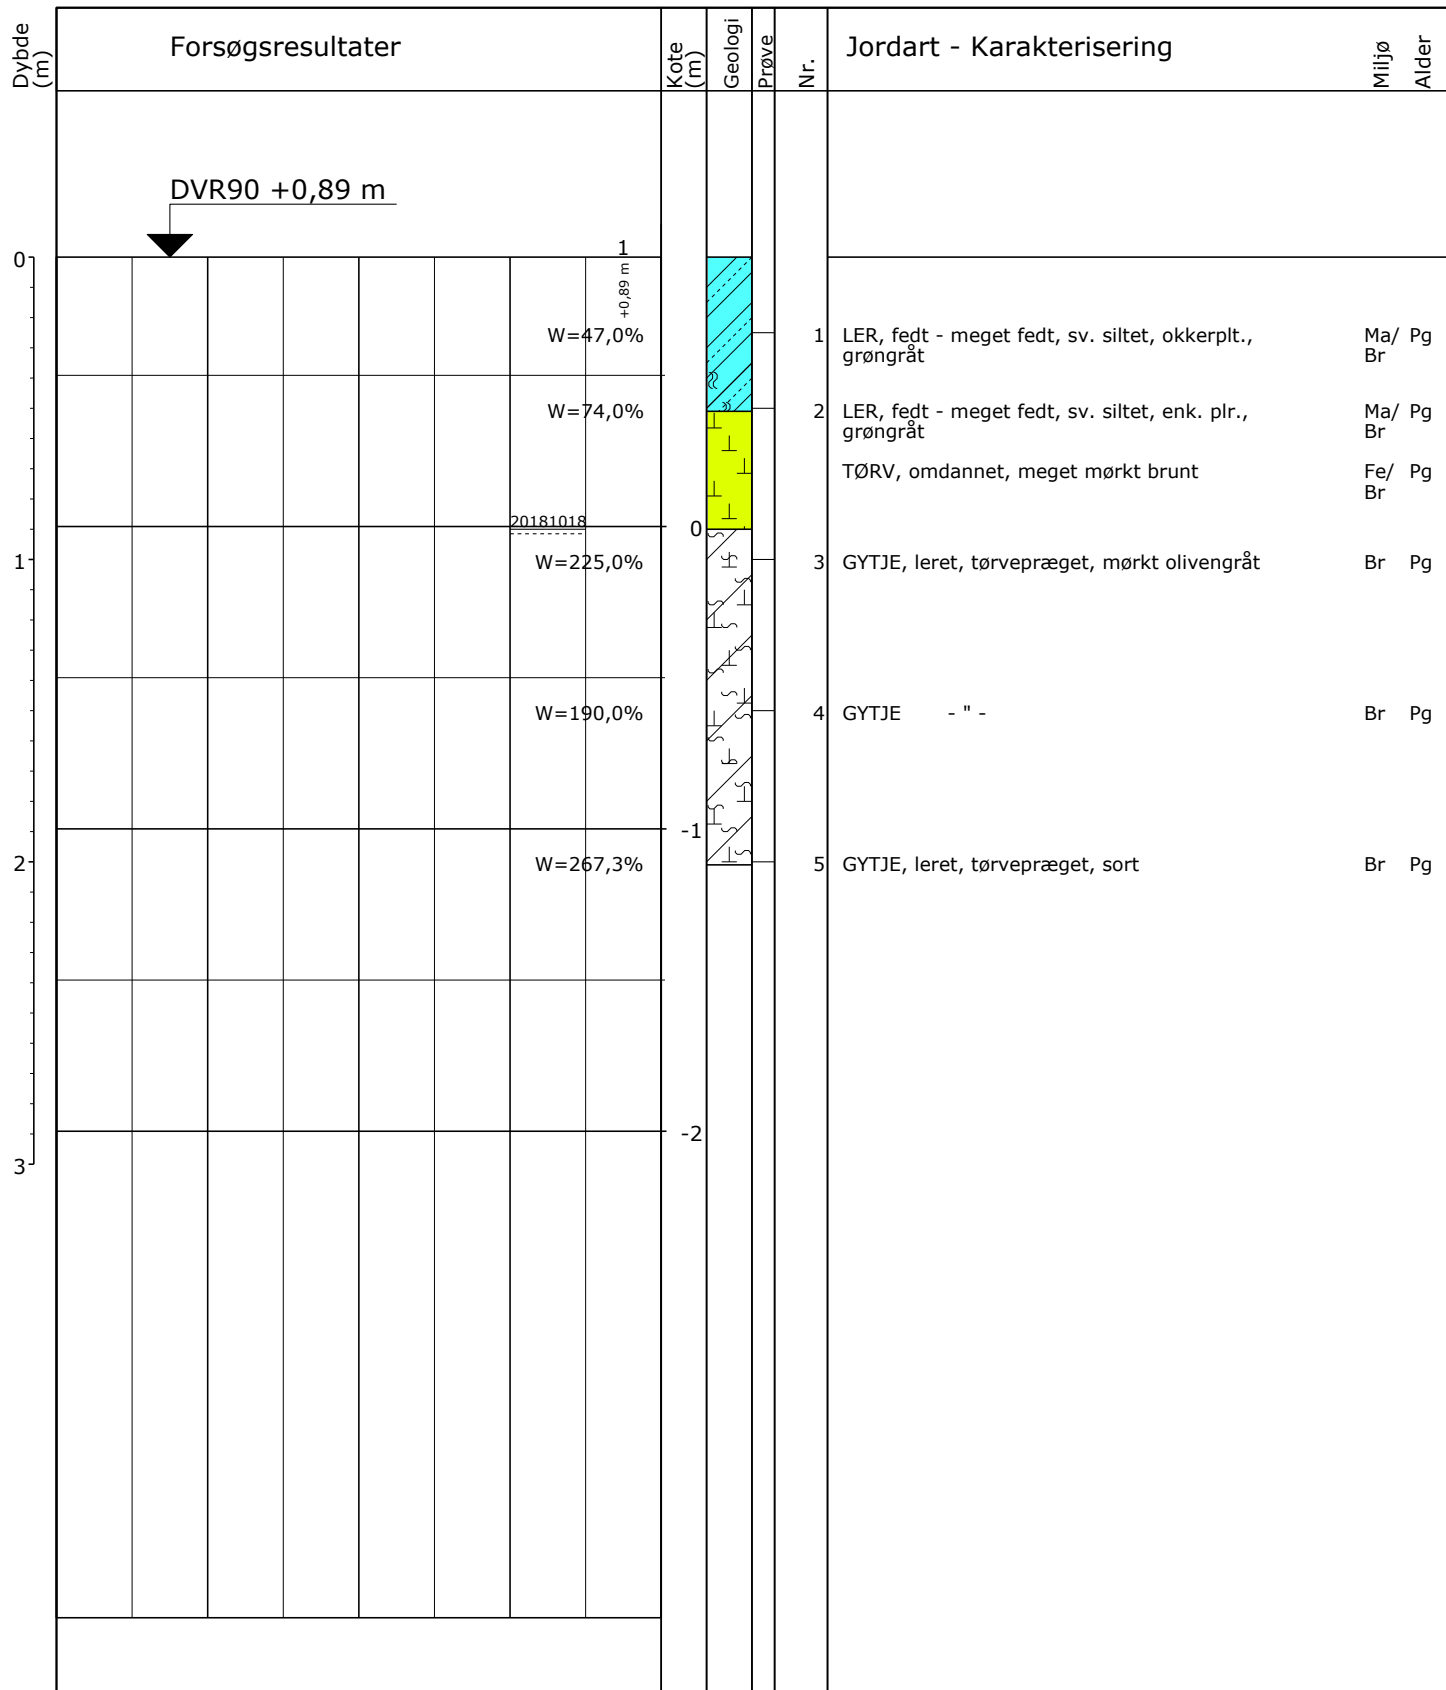 Dybde
(m)
Forsøgsresultater
Kote
(m)
Geologi
Prøve
Nr.
Jordart - Karakterisering
Miljø
Alder
DVR90 +0,89 m
0
1
+0,89 m
W=47,0%
1
LER, fedt - meget fedt, sv. siltet, okkerplt.,
grøngråt
Ma/
Br
Pg
W=74,0%
2
LER, fedt - meget fedt, sv. siltet, enk. plr.,
grøngråt
Ma/
Br
Pg
TØRV, omdannet, meget mørkt brunt
Fe/
Br
Pg
20181018
0
1
W=225,0%
3
GYTJE, leret, tørvepræget, mørkt olivengråt
Br
Pg
W=190,0%
4
GYTJE - " -
Br
Pg
-1
2
W=267,3%
5
GYTJE, leret, tørvepræget, sort
Br
Pg
-2
3